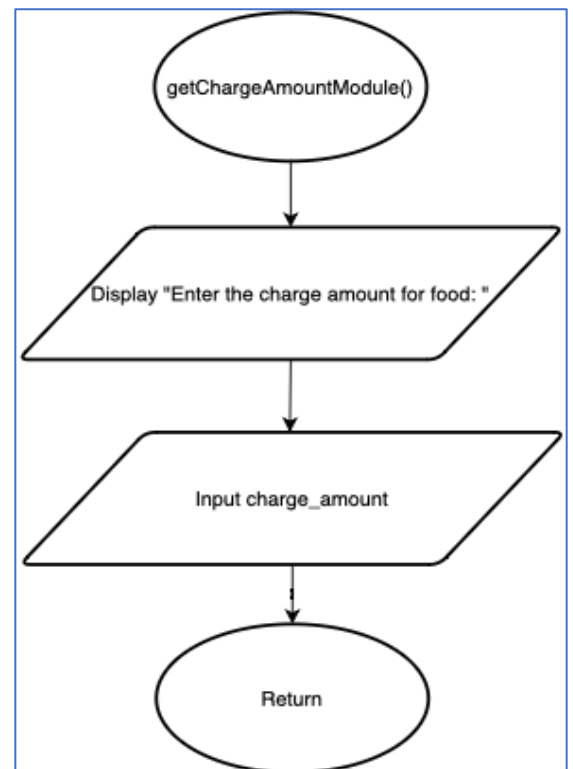 getChargeAmountModule()
Display "Enter the charge amount for food: "
Input charge_amount
Return